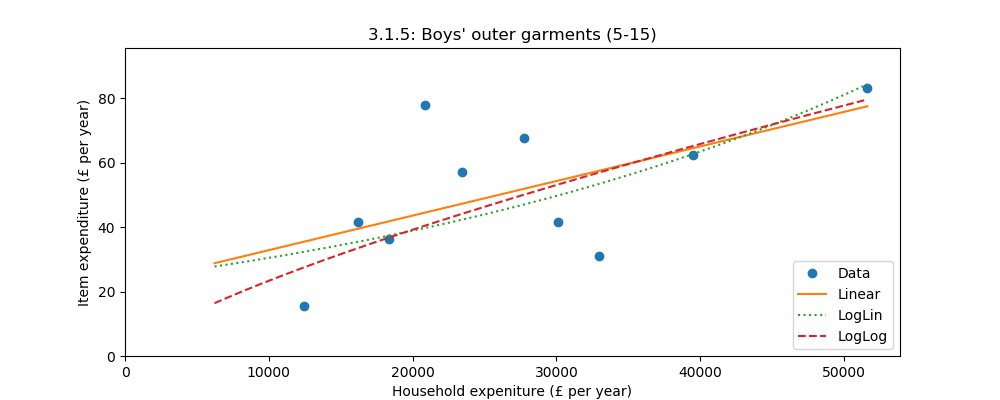 3.1.5: Boys' outer garments (5-15)
Item expenditure (£ per year)
80
60
40
20
0
0 10000 20000 30000 40000 50000
Household expeniture (£ per year)
Data
Linear
LogLin
LogLog